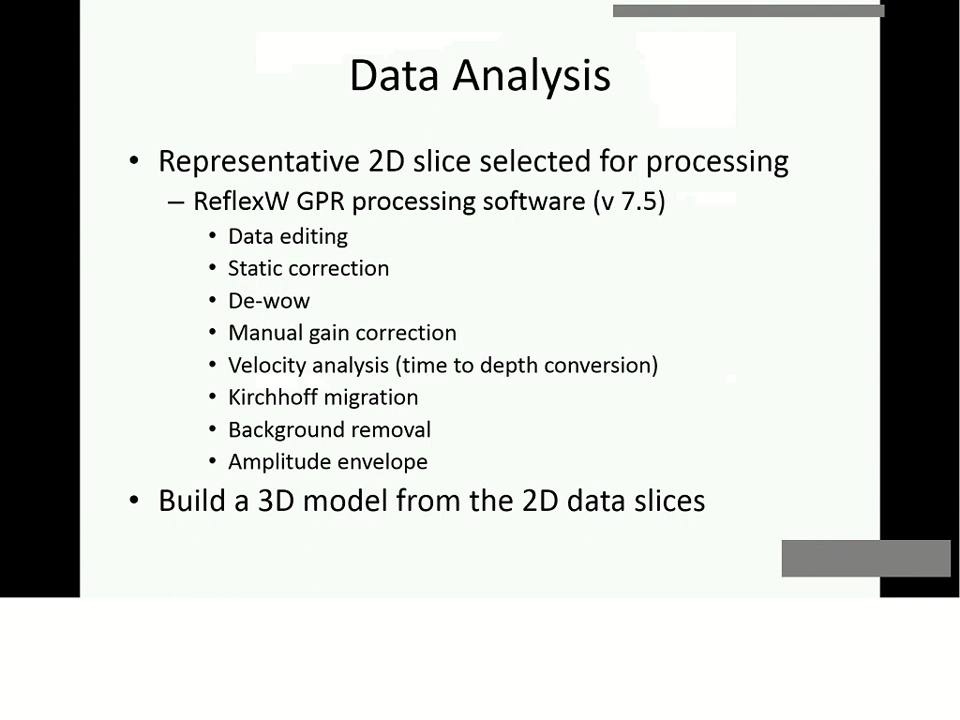 Data Analysis
• Representative 2D slice selected for processing
– ReflexW GPR processing software (v 7.5)
• Data editing
• Static correction
• De-wow
• Manual gain correction
• Velocity analysis (time to depth conversion)
• Kirchhoff migration
• Background removal
• Amplitude envelope
• Build a 3D model from the 2D data slices